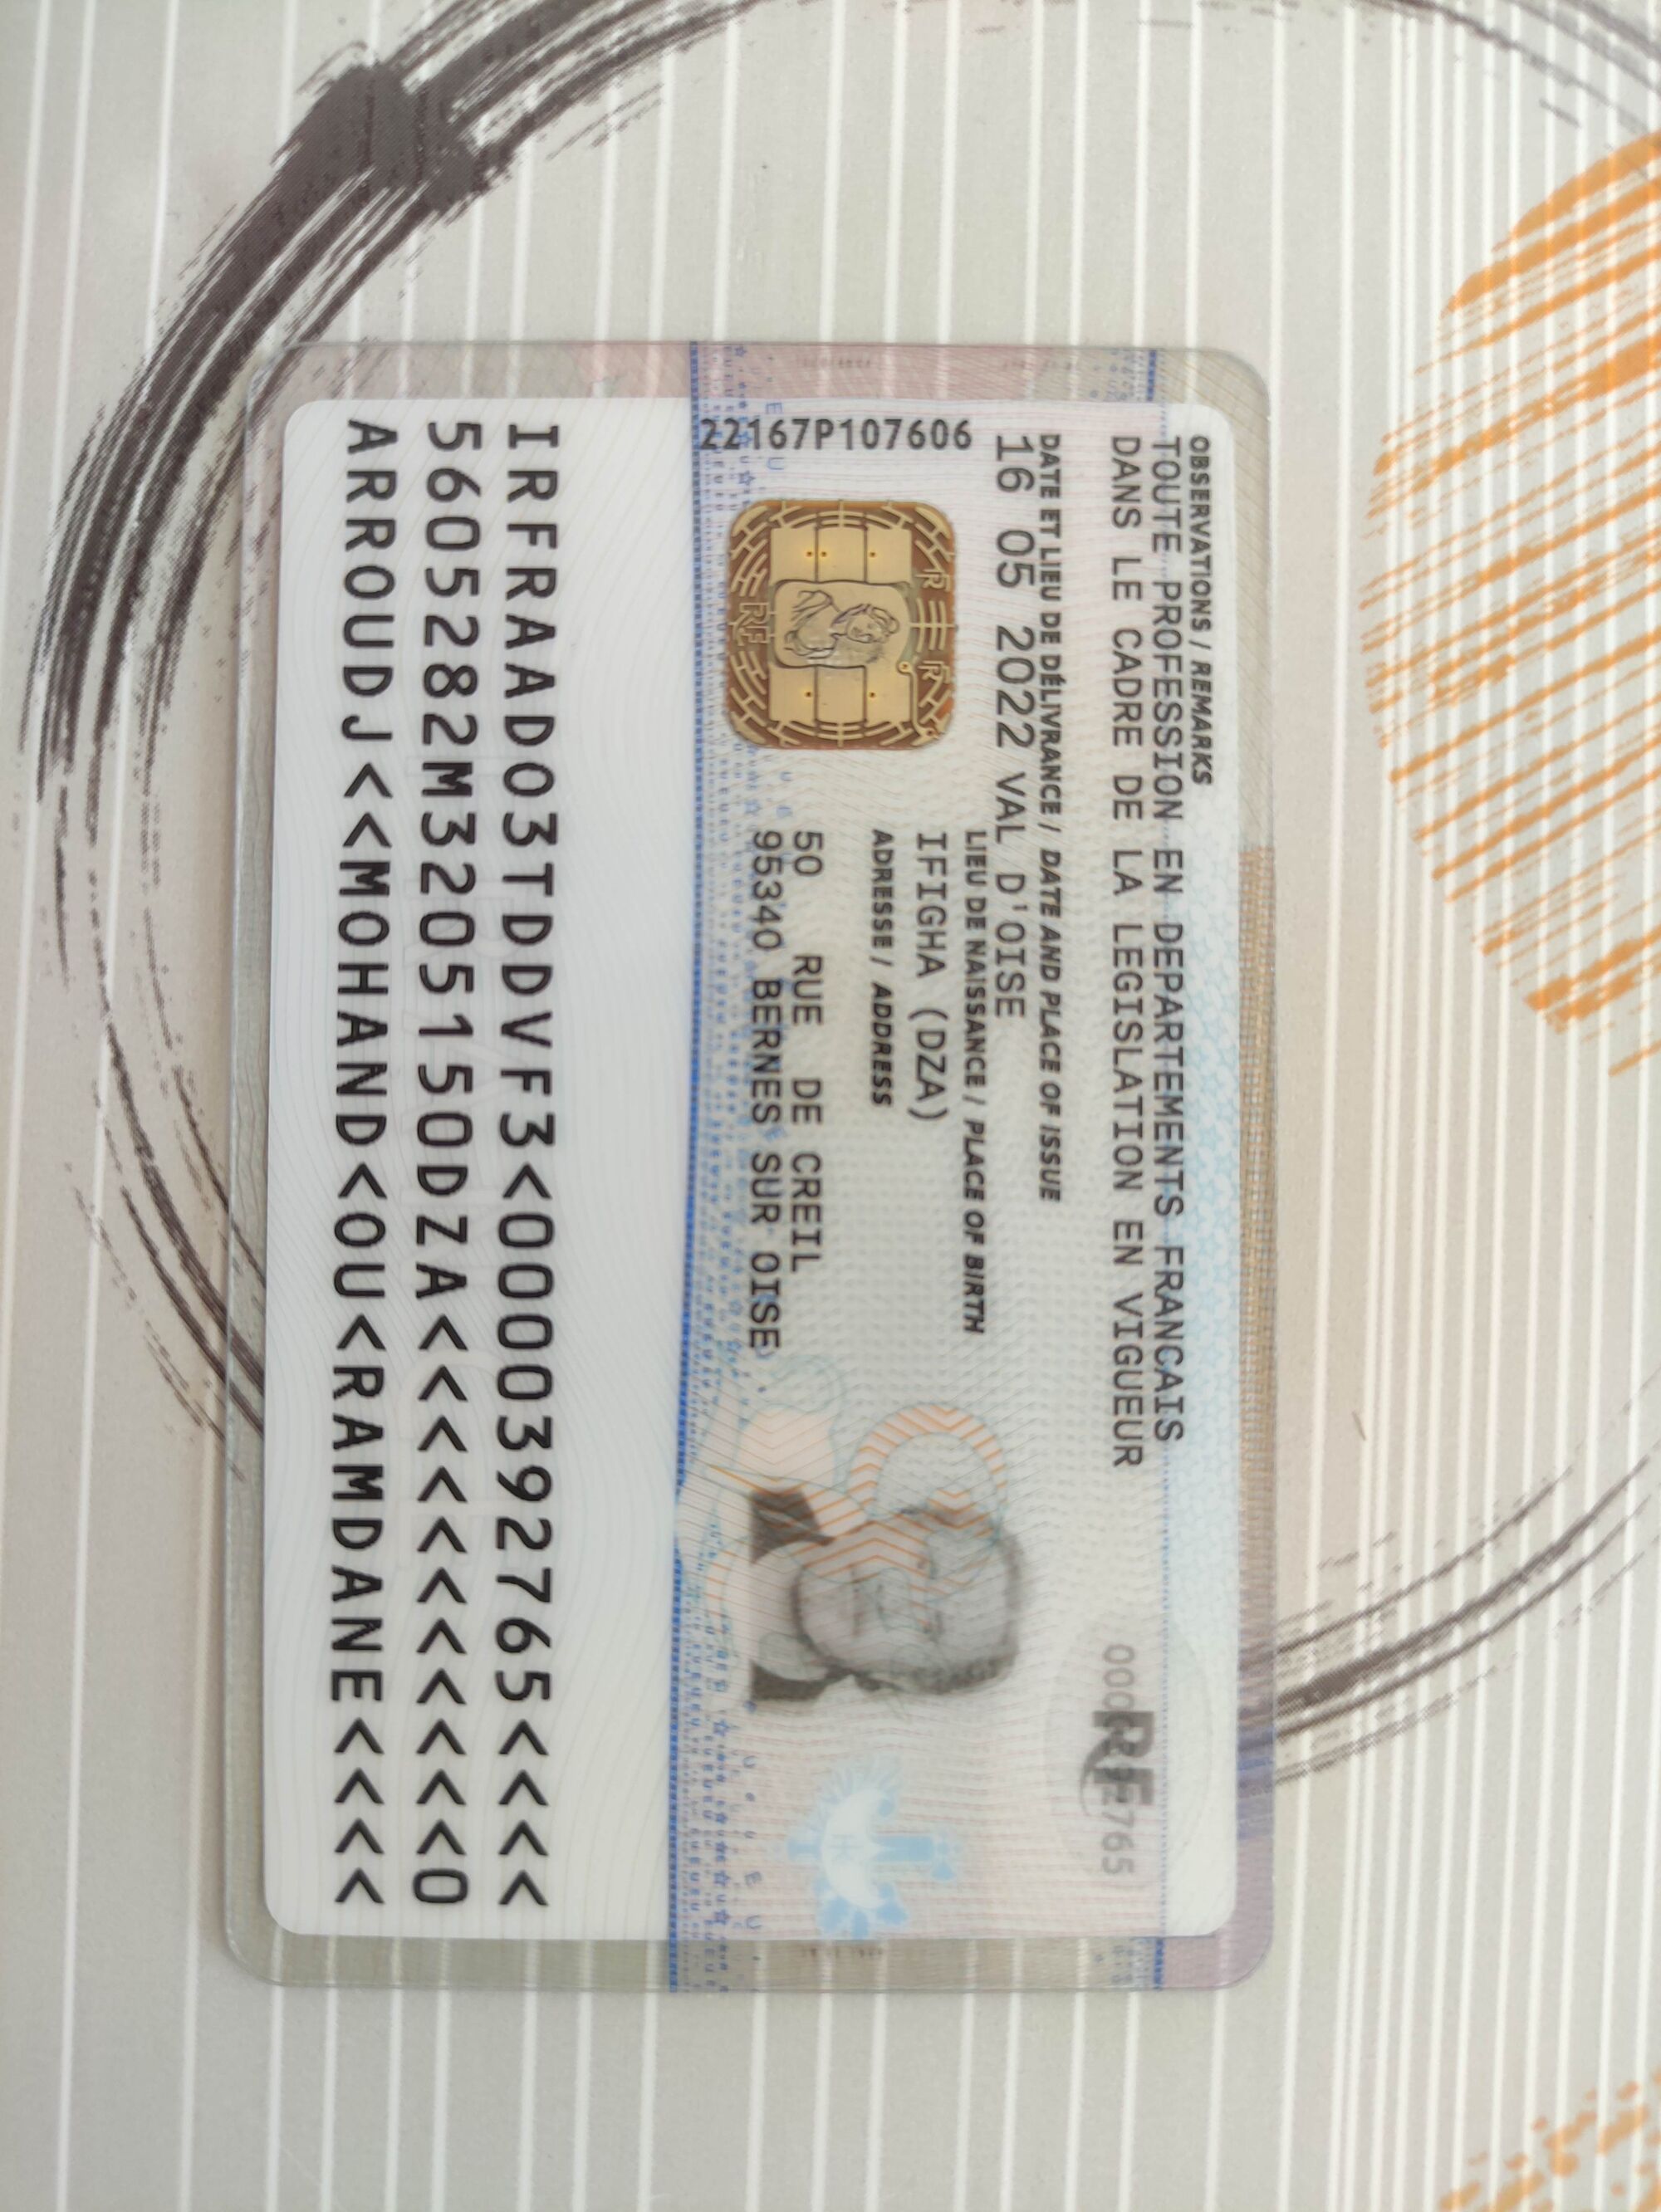 OBSERVATIONS / REMARKS
TOUTE PROFESSION EN DEPARTEMENTS FRANCAIS
DANS LE CADRE DE LA LEGISLATION EN VIGUEUR
DATE ET LIEU DE DÉLIVRANCE / DATE AND PLACE OF ISSUE
16 05 2022 VAL D'OISE
22167P107606
LIEU DE NAISSANCE / PLACE OF BIRTH
IFIGHA (DZA)
ADRESSE / ADDRESS
50 RUE DE CREIL
95340 BERNES SUR OISE
RF
IRFRAADO3TDDDVF3<00000392765<<<<
5605282M3205150DZA<<<<<<<<<<<0
ARROUDJ<<MOHAND<OU<RAMDANE<<<<